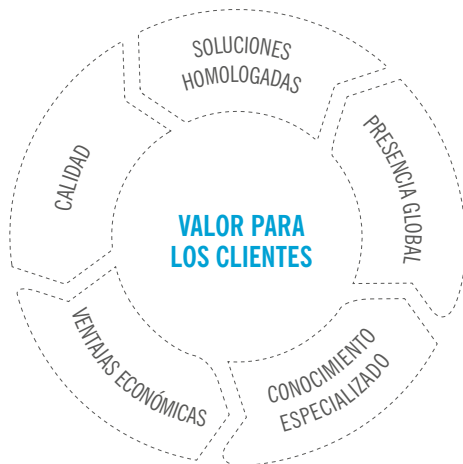 SOLUCIONES
HOMOLOGADAS
PRESENCIA GLOBAL
CONOCIMIENTO
ESPECIALIZADO
VENTAJAS ECONÓMICAS
CALIDAD
VALOR PARA
LOS CLIENTES